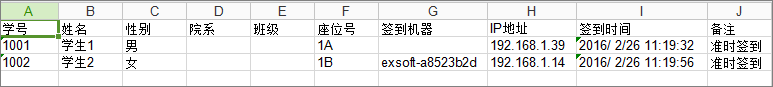 A B C D E F G H I J
学号 姓名 性别 院系 班级 座位号 签到机器 IP地址 签到时间 备注
1001 学生1 男 1A 192.168.1.39 2016/ 2/26 11:19:32 准时签到
1002 学生2 女 1B exsoft-a8523b2d 192.168.1.14 2016/ 2/26 11:19:56 准时签到